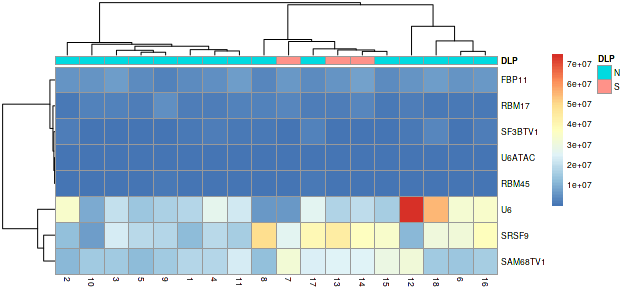 DLP
FBP11
RBM17
SF3BTV1
U6ATAC
RBM45
U6
SRSF9
SAM68TV1
2 10 3 5 9 1 4 11 8 7 17 13 14 15 12 18 6 16
7e+07
6e+07
5e+07
4e+07
3e+07
2e+07
1e+07
DLP
N
S